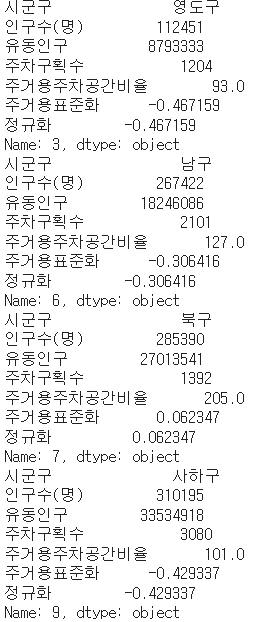 시군구 영도구
인구수(명) 112451
유동인구 8793333
주차구획수 1204
주거용주차공간비율 93.0
주거용표준화 -0.467159
정규화 -0.467159
Name: 3, dtype: object
시군구 남구
인구수(명) 267422
유동인구 18246086
주차구획수 2101
주거용주차공간비율 127.0
주거용표준화 -0.306416
정규화 -0.306416
Name: 6, dtype: object
시군구 북구
인구수(명) 285390
유동인구 27013541
주차구획수 1392
주거용주차공간비율 205.0
주거용표준화 0.062347
정규화 0.062347
Name: 7, dtype: object
시군구 사하구
인구수(명) 310195
유동인구 33534918
주차구획수 3080
주거용주차공간비율 101.0
주거용표준화 -0.429337
정규화 -0.429337
Name: 9, dtype: object